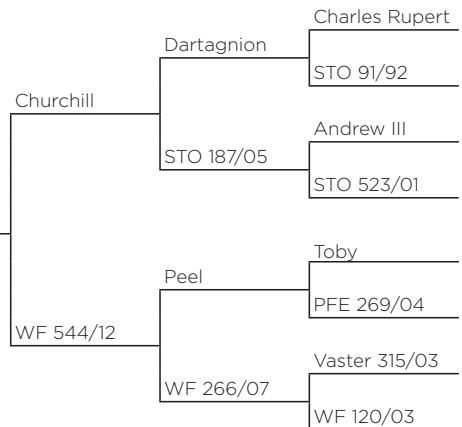 Charles Rupert
Dartagnion
STO 91/92
Churchill
Andrew III
STO 187/05
STO 523/01
Toby
Peel
PFE 269/04
WF 544/12
Vaster 315/03
WF 266/07
WF 120/03